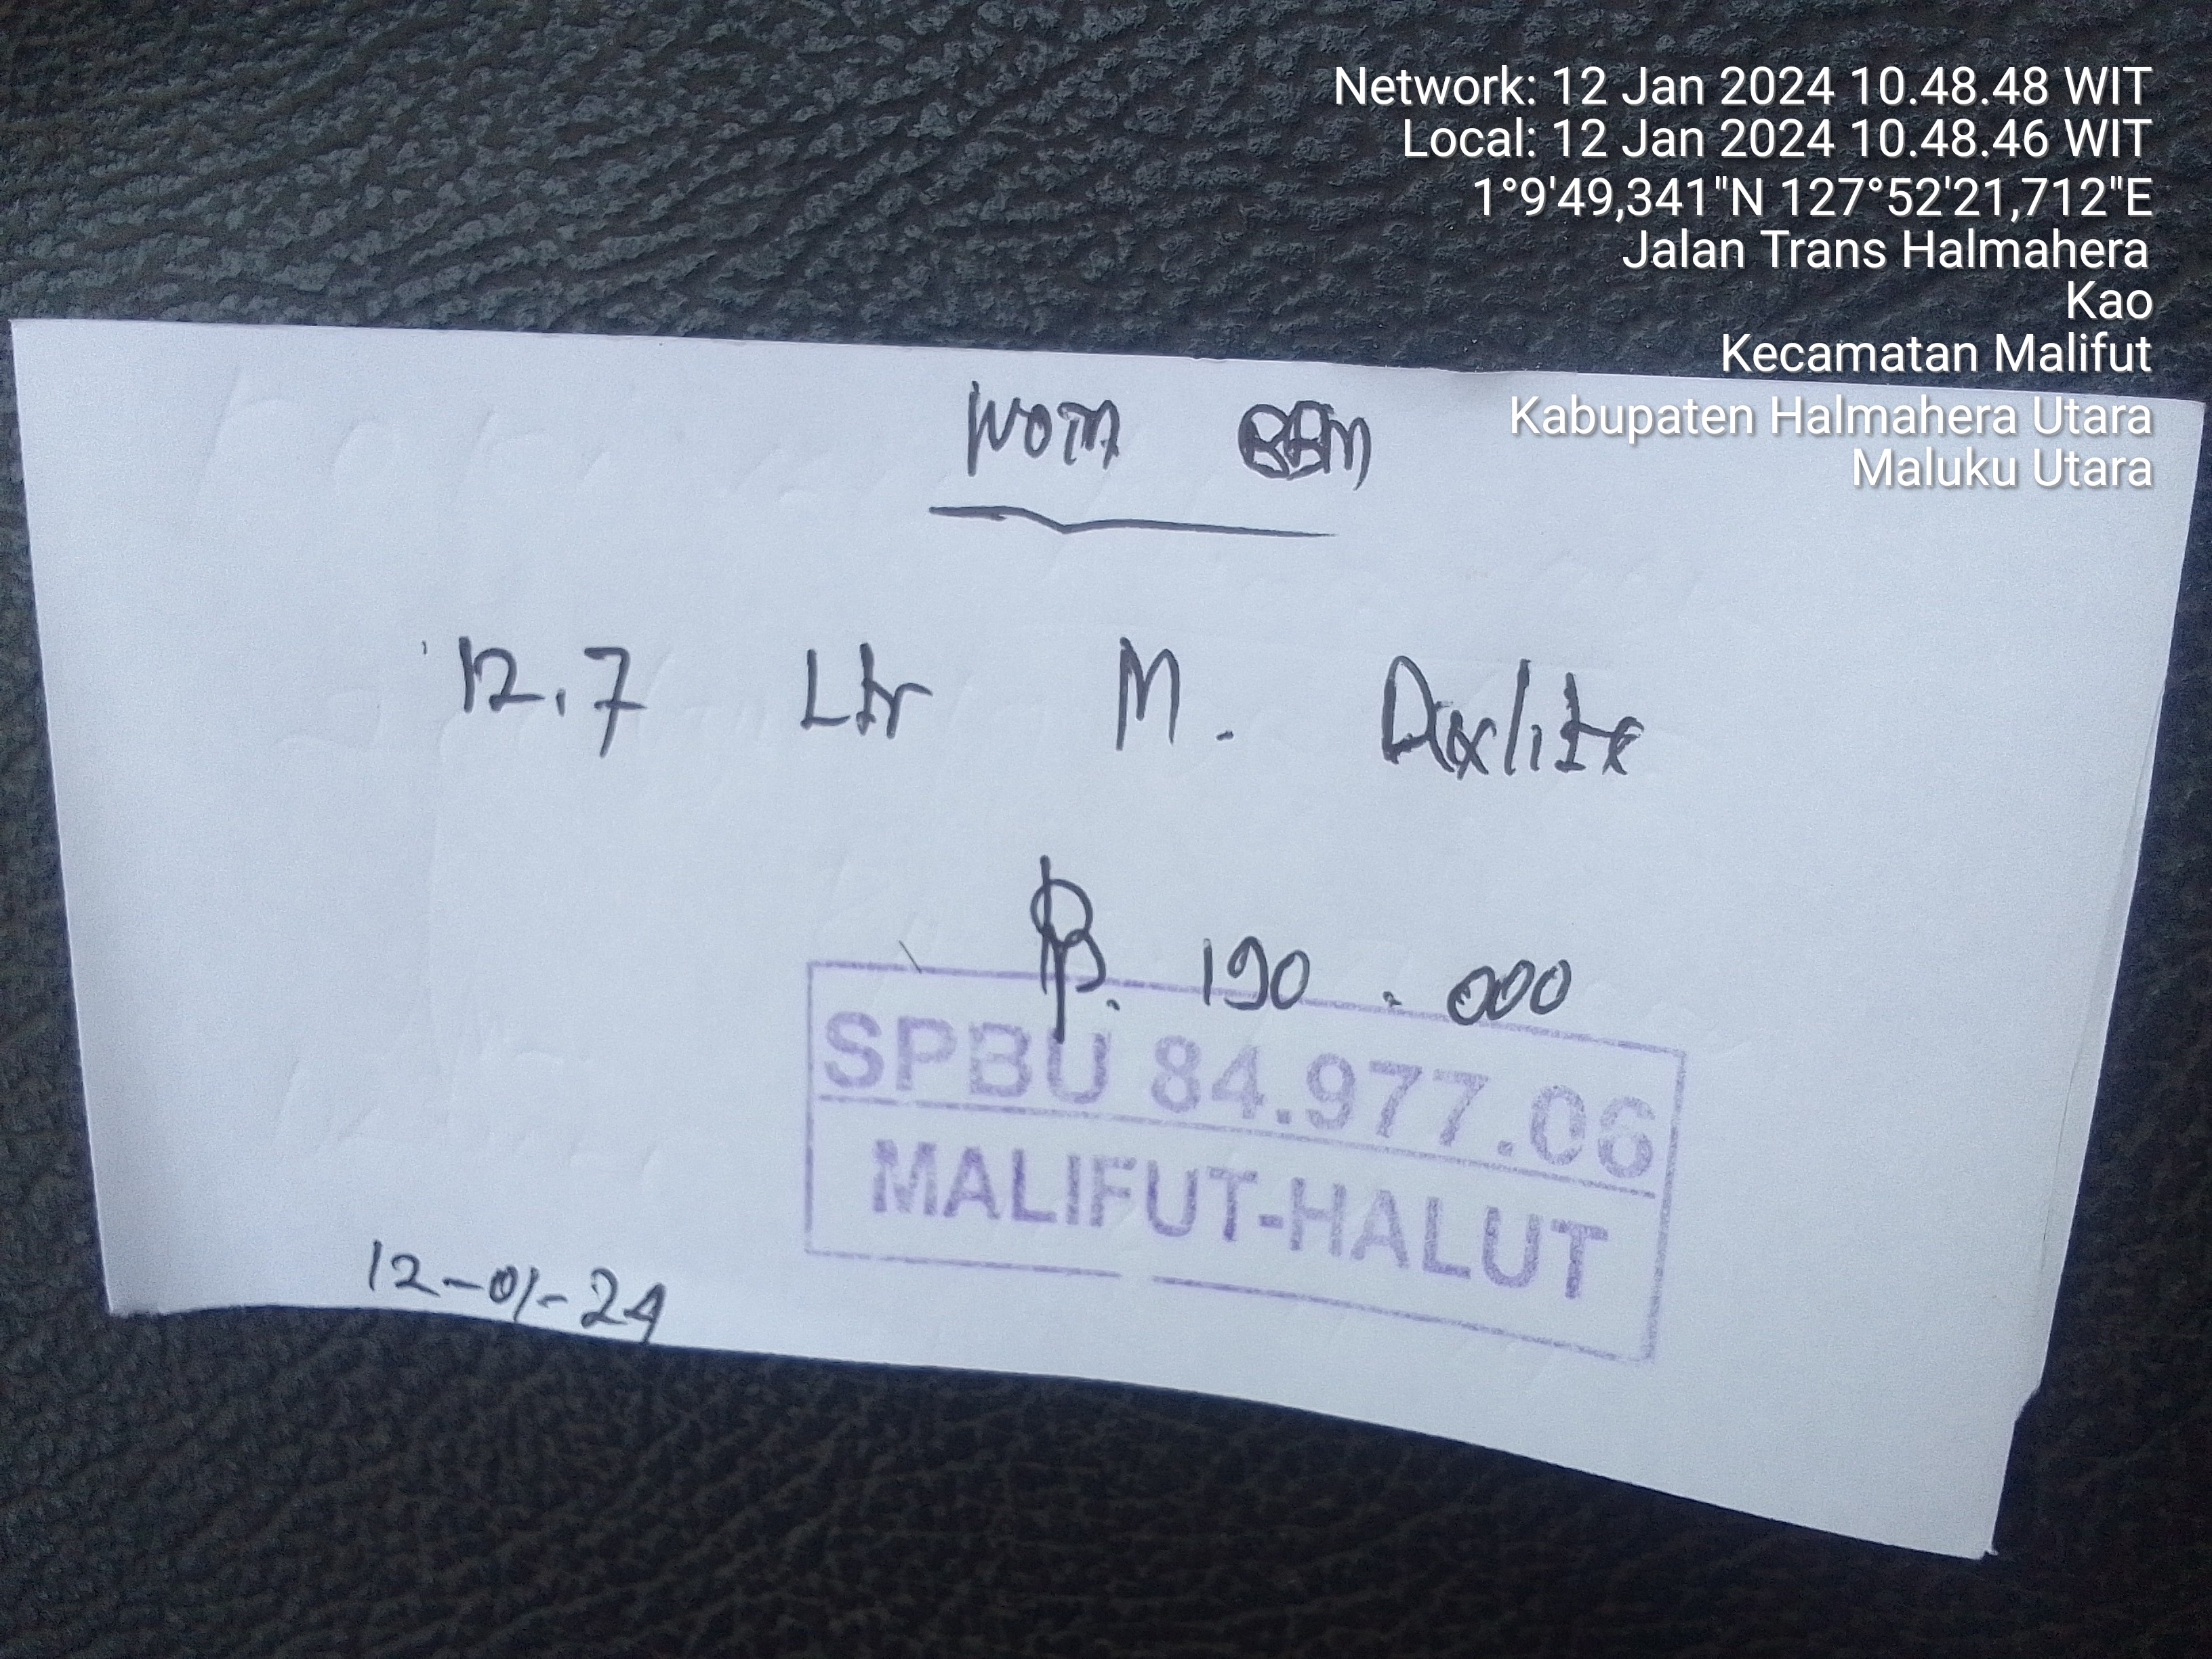 Network: 12 Jan 2024 10.48.48 WIT
Local: 12 Jan 2024 10.48.46 WIT
1°9'49,341"N 127°52'21,712"E
Jalan Trans Halmahera
Kao
Kecamatan Malifut
Kabupaten Halmahera Utara
Maluku Utara
BBM
12.7 Ltr M. Dexlite
Rp. 190.000
SPBU 84.977.06
MALIFUT-HALUT
12-01-24